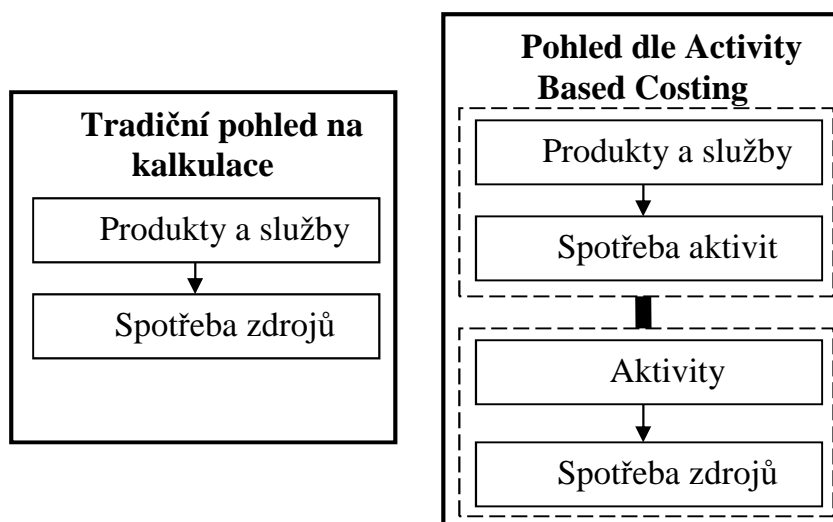 Tradiční pohled na
kalkulace
Produkty a služby
Spotřeba zdrojů
Pohled dle Activity
Based Costing
Produkty a služby
Spotřeba aktivit
Aktivity
Spotřeba zdrojů